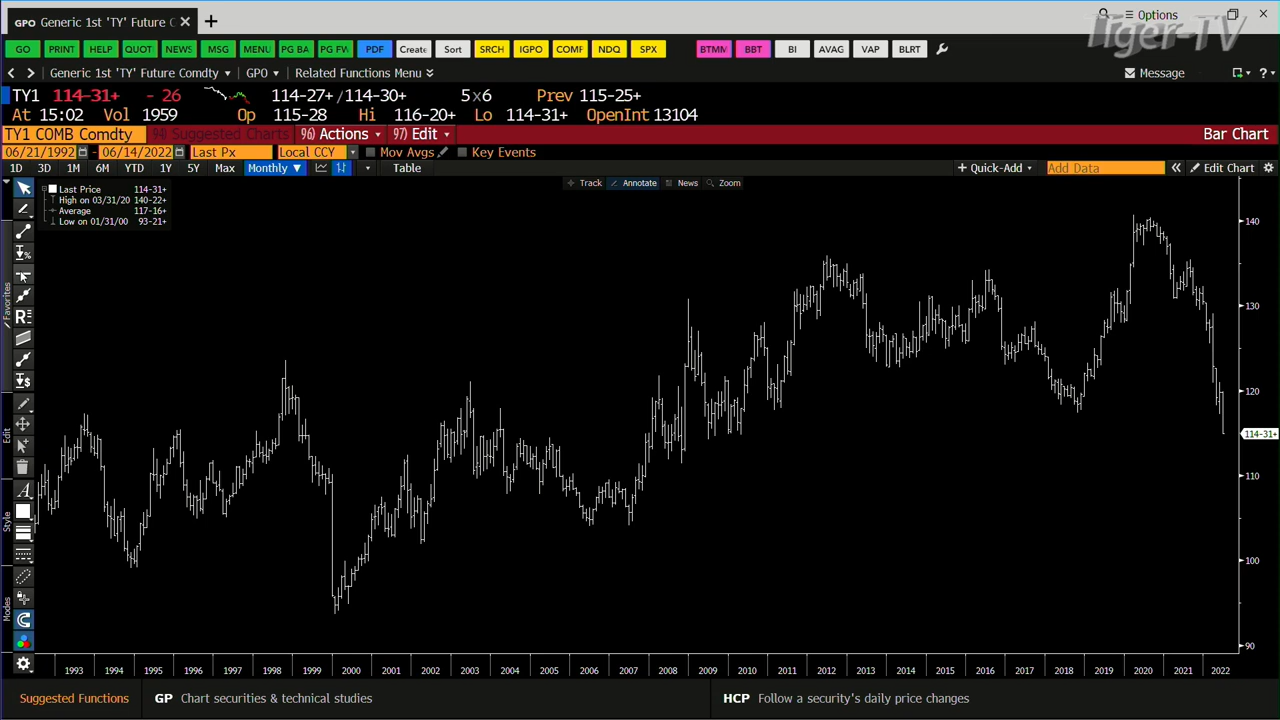 GPO Generic 1st 'TY' Future C × +
Options
Tiger-TV
GO PRINT HELP QUOT NEWS MSG MENU PG BA PG FW PDF Create Sort SRCH IGPO COMF NDQ SPX BTMM BBT BI AVAG VAP BLRT
Generic 1st 'TY' Future Comdty GPO Related Functions Menu Message ?
TY1 114-31+ - 26 114-27+/114-30+ 5x6 Prev 115-25+
At 15:02 Vol 1959 Op 115-28 Hi 116-20+ Lo 114-31+ OpenInt 13104
TY1 COMB Comdty 94) Suggested Charts 96) Actions 97) Edit Bar Chart
06/21/1992 - 06/14/2022 Last Px Local CCY Mov Avgs Key Events
1D 3D 1M 6M YTD 1Y 5Y Max Monthly Table + Quick-Add Add Data « Edit Chart
Track Annotate News Zoom
Last Price 114-31+
High on 03/31/20 140-22+
Average 117-16+
Low on 01/31/00 93-21+
Favorites
Edit
Style
Modes
140
130
120
114-31+
110
100
90
1993 1994 1995 1996 1997 1998 1999 2000 2001 2002 2003 2004 2005 2006 2007 2008 2009 2010 2011 2012 2013 2014 2015 2016 2017 2018 2019 2020 2021 2022
Suggested Functions GP Chart securities & technical studies HCP Follow a security's daily price changes